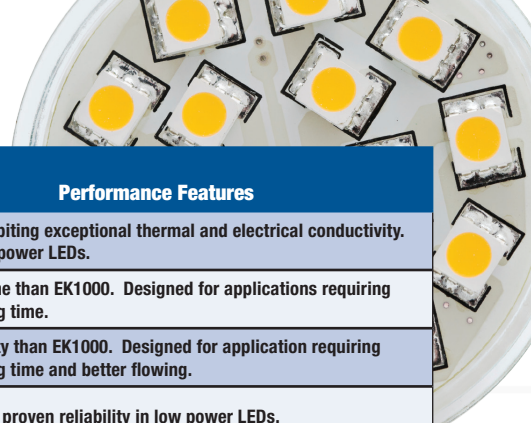 Performance Features
biting exceptional thermal and electrical conductivity.
power LEDs.
e than EK1000. Designed for applications requiring
g time.
y than EK1000. Designed for application requiring
g time and better flowing.
proven reliability in low power LEDs.